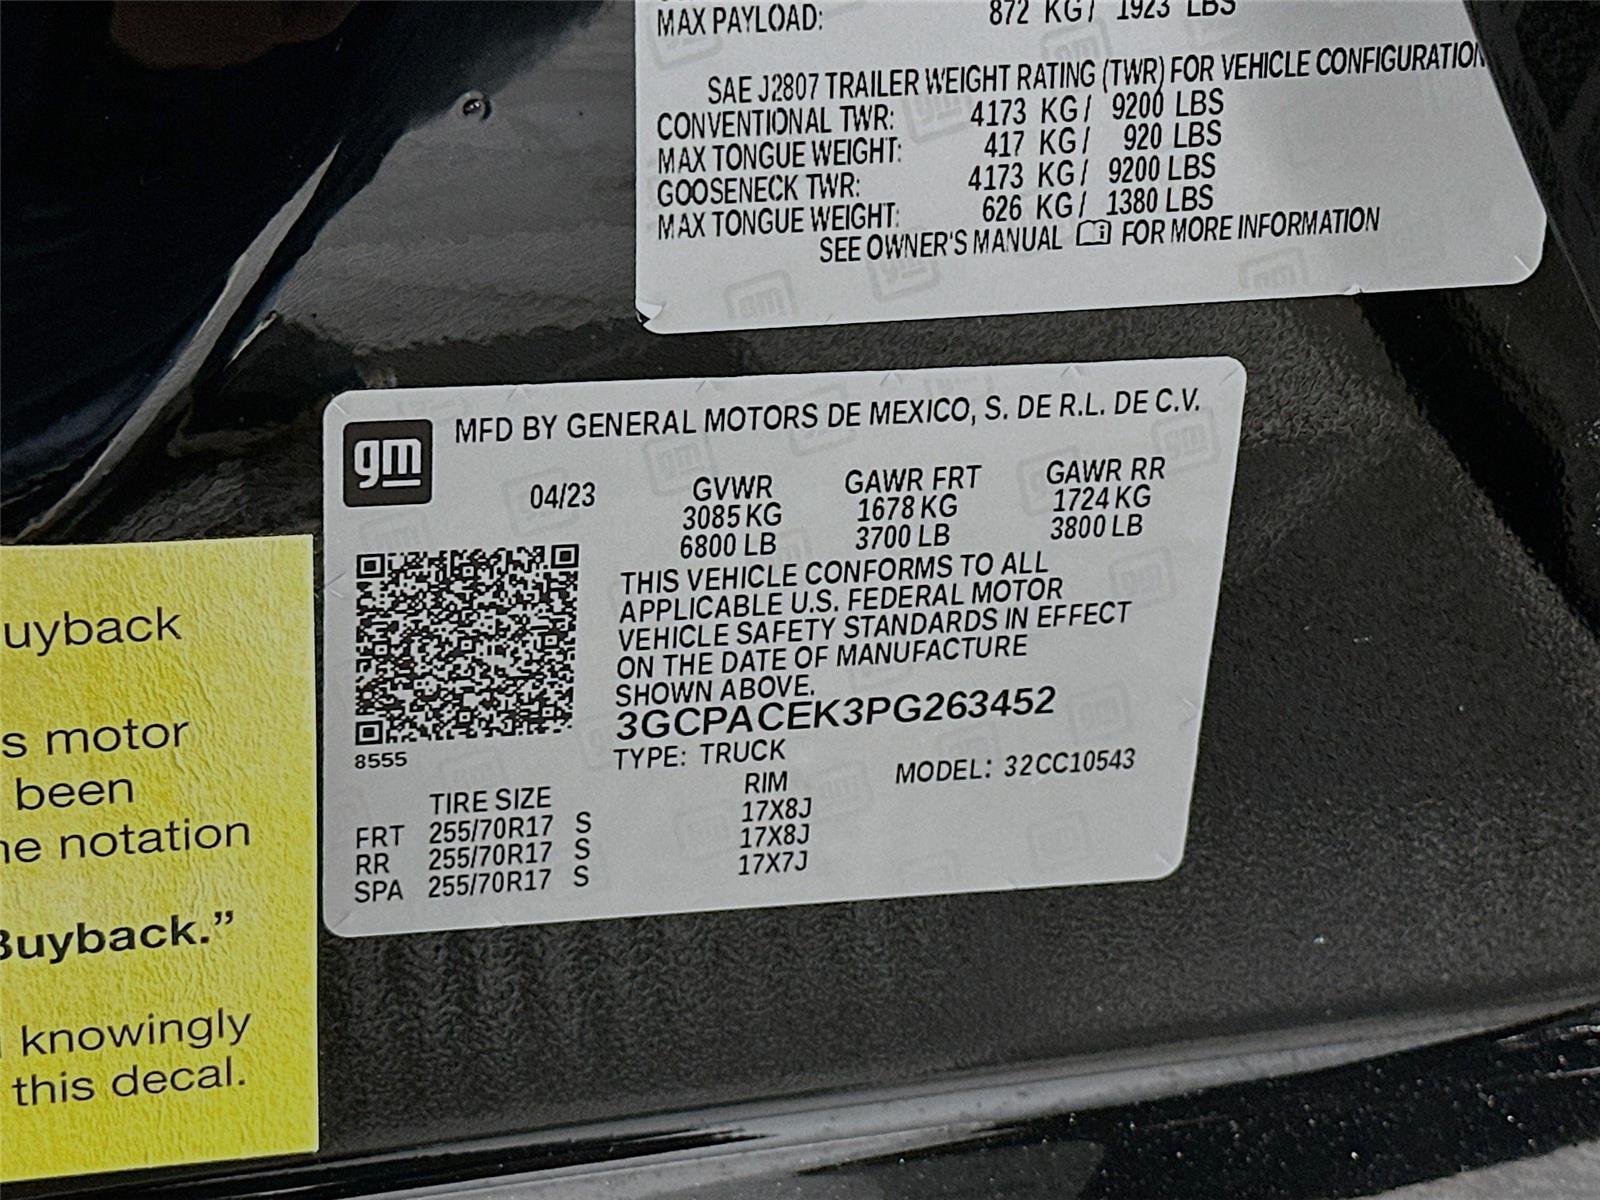 MAX PAYLOAD: 872 KG/ 1923 LBS
SAE J2807 TRAILER WEIGHT RATING (TWR) FOR VEHICLE CONFIGURATION
CONVENTIONAL TWR: 4173 KG/ 9200 LBS
MAX TONGUE WEIGHT: 417 KG/ 920 LBS
GOOSENECK TWR: 4173 KG/ 9200 LBS
MAX TONGUE WEIGHT: 626 KG/ 1380 LBS
SEE OWNER'S MANUAL FOR MORE INFORMATION
gm
MFD BY GENERAL MOTORS DE MEXICO, S. DE R.L. DE C.V.
04/23 GVWR GAWR FRT GAWR RR
3085 KG 1678 KG 1724 KG
6800 LB 3700 LB 3800 LB
THIS VEHICLE CONFORMS TO ALL
APPLICABLE U.S. FEDERAL MOTOR
VEHICLE SAFETY STANDARDS IN EFFECT
ON THE DATE OF MANUFACTURE
SHOWN ABOVE.
3GCPACEK3PG263452
8555
TYPE: TRUCK MODEL: 32CC10543
TIRE SIZE RIM
FRT 255/70R17 S 17X8J
RR 255/70R17 S 17X8J
SPA 255/70R17 S 17X7J
uyback
s motor
been
notation
Buyback.”
knowingly
this decal.